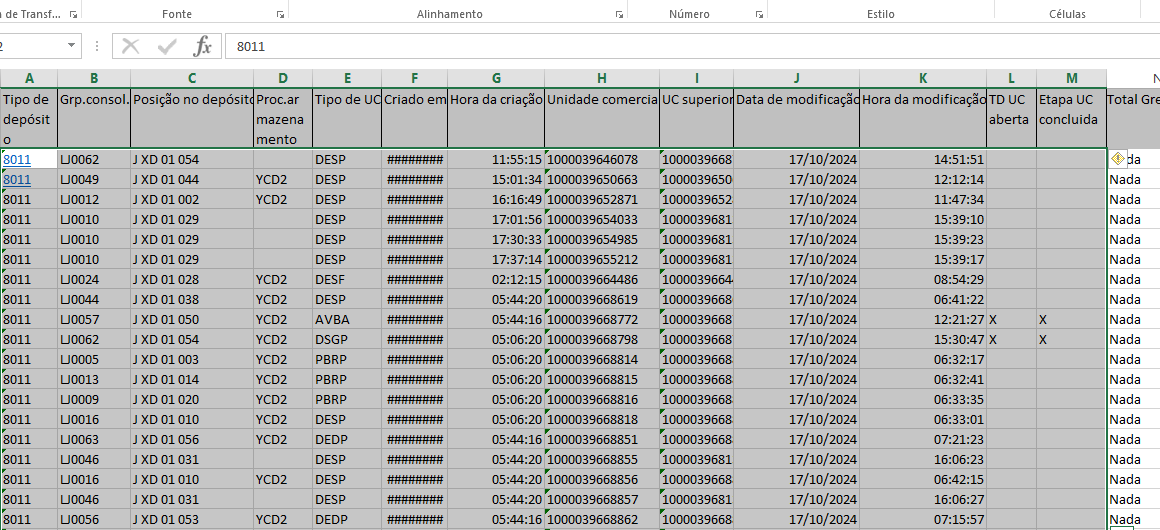 a de Transf... Fonte Alinhamento Número Estilo Células
2 fx 8011
A B C D E F G H I J K L M N
Tipo de depósito Grp.consol. Posição no depósito Proc.armazenamento Tipo de UC Criado em Hora da criação Unidade comercia UC superior Data de modificação Hora da modificação TD UC aberta Etapa UC concluida Total Gre
8011 LJ0062 J XD 01 054 DESP ######## 11:55:15 1000039646078 100003966 17/10/2024 14:51:51 da
8011 LJ0049 J XD 01 044 YCD2 DESP ######## 15:01:34 1000039650663 1000039650 17/10/2024 12:12:14 Nada
8011 LJ0012 J XD 01 002 YCD2 DESP ######## 16:16:49 1000039652871 1000039652 17/10/2024 11:47:34 Nada
8011 LJ0010 J XD 01 029 DESP ######## 17:01:56 1000039654033 100003968 17/10/2024 15:39:10 Nada
8011 LJ0010 J XD 01 029 DESP ######## 17:30:33 1000039654985 100003968 17/10/2024 15:39:23 Nada
8011 LJ0010 J XD 01 029 DESP ######## 17:37:14 1000039655212 100003968 17/10/2024 15:39:17 Nada
8011 LJ0024 J XD 01 028 YCD2 DESF ######## 02:12:15 1000039664486 1000039664 17/10/2024 08:54:29 Nada
8011 LJ0044 J XD 01 038 YCD2 DESP ######## 05:44:20 1000039668619 1000039668 17/10/2024 06:41:22 Nada
8011 LJ0057 J XD 01 050 YCD2 AVBA ######## 05:44:16 1000039668772 1000039668 17/10/2024 12:21:27 X X Nada
8011 LJ0062 J XD 01 054 YCD2 DSGP ######## 05:06:20 1000039668798 1000039668 17/10/2024 15:30:47 X X Nada
8011 LJ0005 J XD 01 003 YCD2 PBRP ######## 05:06:20 1000039668814 1000039668 17/10/2024 06:32:17 Nada
8011 LJ0013 J XD 01 014 YCD2 PBRP ######## 05:06:20 1000039668815 1000039668 17/10/2024 06:32:41 Nada
8011 LJ0009 J XD 01 020 YCD2 PBRP ######## 05:06:20 1000039668816 1000039668 17/10/2024 06:33:35 Nada
8011 LJ0016 J XD 01 010 YCD2 DESP ######## 05:06:20 1000039668818 1000039668 17/10/2024 06:33:01 Nada
8011 LJ0063 J XD 01 056 YCD2 DEDP ######## 05:44:16 1000039668851 1000039668 17/10/2024 07:21:23 Nada
8011 LJ0046 J XD 01 031 DESP ######## 05:44:20 1000039668855 100003968 17/10/2024 16:06:23 Nada
8011 LJ0016 J XD 01 010 YCD2 DESP ######## 05:44:20 1000039668856 1000039668 17/10/2024 06:42:15 Nada
8011 LJ0046 J XD 01 031 DESP ######## 05:44:20 1000039668857 100003968 17/10/2024 16:06:27 Nada
8011 LJ0056 J XD 01 053 YCD2 DEDP ######## 05:44:16 1000039668862 1000039668 17/10/2024 07:15:57 Nada